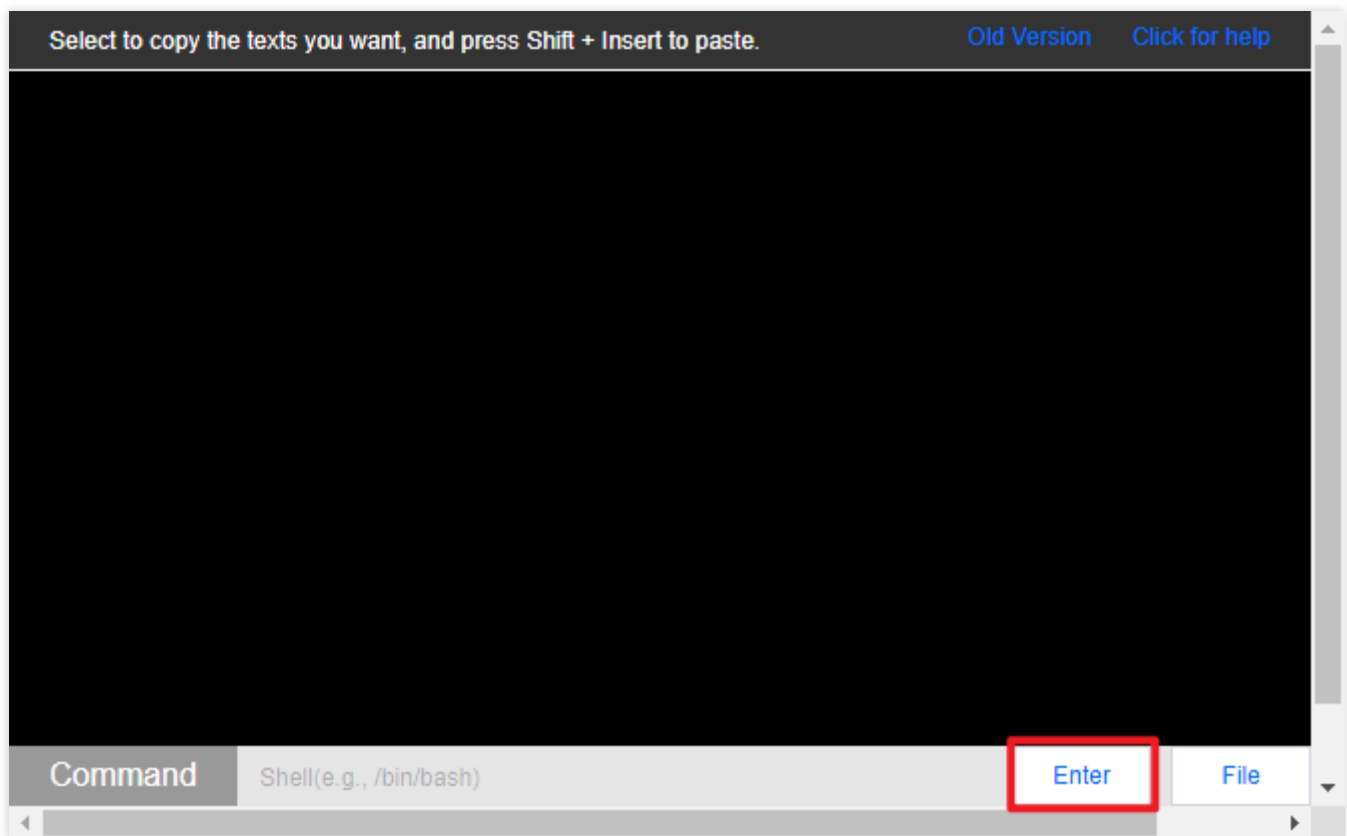 Select to copy the texts you want, and press Shift + Insert to paste. Old Version Click for help
Command Shell(e.g., /bin/bash) Enter File